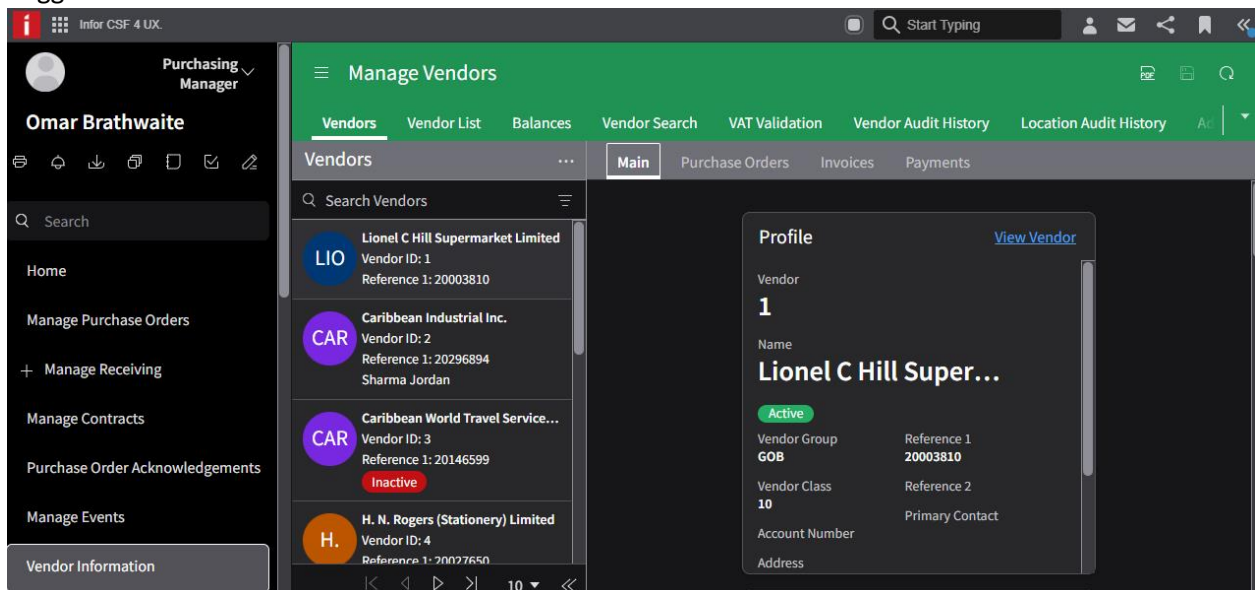 Infor CSF 4 UX.
Start Typing
Purchasing
Manager
Omar Brathwaite
Search
Home
Manage Purchase Orders
+ Manage Receiving
Manage Contracts
Purchase Order Acknowledgements
Manage Events
Vendor Information
Manage Vendors
PDF
Vendors Vendor List Balances Vendor Search VAT Validation Vendor Audit History Location Audit History Ad
Vendors ...
Search Vendors
LIO
Lionel C Hill Supermarket Limited
Vendor ID: 1
Reference 1: 20003810
CAR
Caribbean Industrial Inc.
Vendor ID: 2
Reference 1: 20296894
Sharma Jordan
CAR
Caribbean World Travel Service...
Vendor ID: 3
Reference 1: 20146599
Inactive
H.
H. N. Rogers (Stationery) Limited
Vendor ID: 4
Reference 1: 20027650
10
Main Purchase Orders Invoices Payments
Profile View Vendor
Vendor
1
Name
Lionel C Hill Super...
Active
Vendor Group Reference 1
GOB 20003810
Vendor Class Reference 2
10
Primary Contact
Account Number
Address